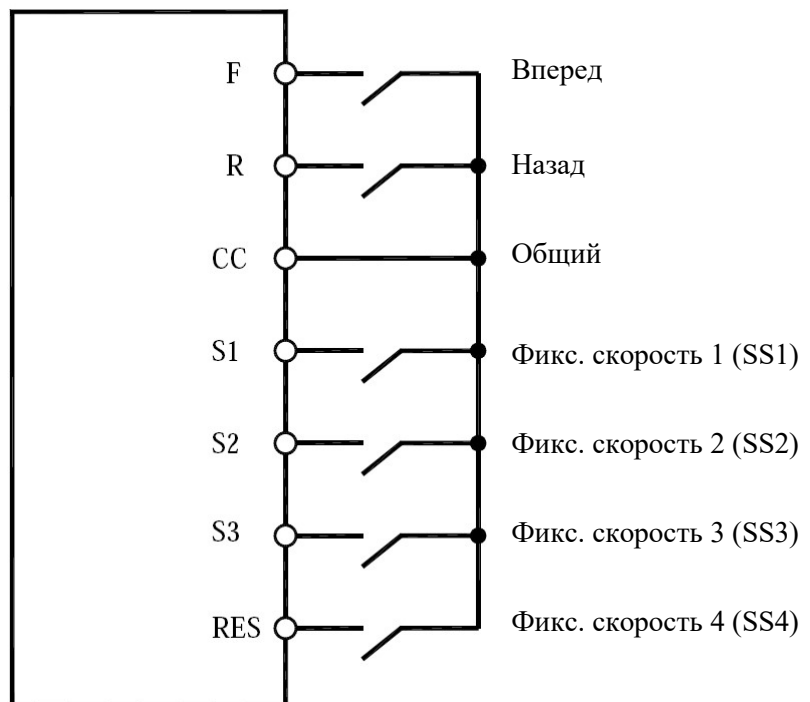 F Вперед
R Назад
CC Общий
S1 Фикс. скорость 1 (SS1)
S2 Фикс. скорость 2 (SS2)
S3 Фикс. скорость 3 (SS3)
RES Фикс. скорость 4 (SS4)